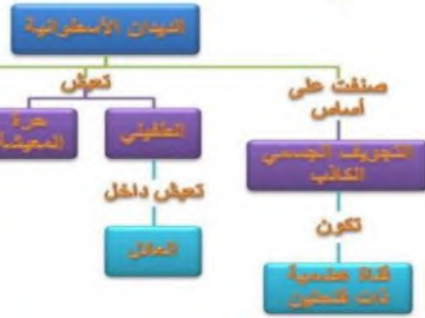 الديدان الأسطوانية
تعيش
صنفت على
أساس
حرة
المعيشة
الطفيلي
التجويف الجسمي
الكاذب
تعيش داخل
تكون
العائل
قناة هضمية
ذات فتحتين